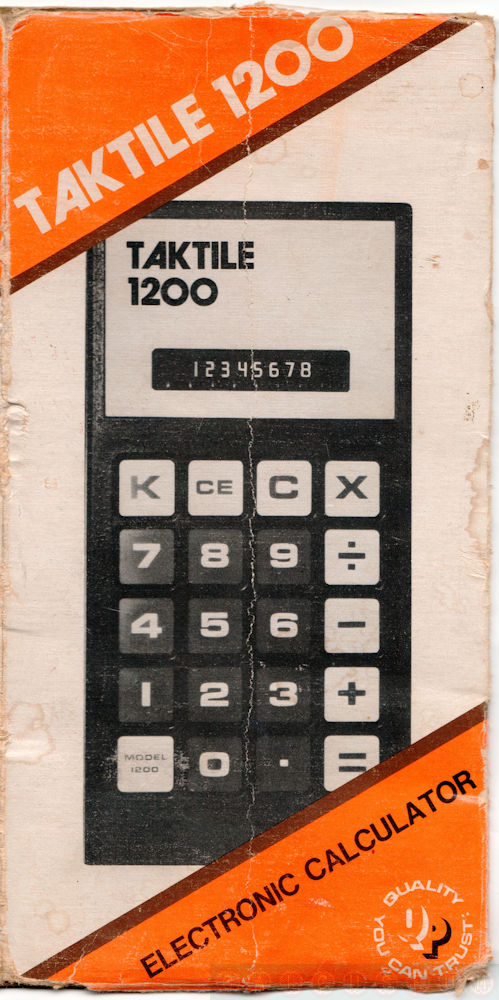 TAKTILE 1200
TAKTILE
1200
12345678
K CE C X
7 8 9 ÷
4 5 6 −
1 2 3 +
MODEL
1200
0 . =
ELECTRONIC CALCULATOR
QUALITY
YOU CAN TRUST